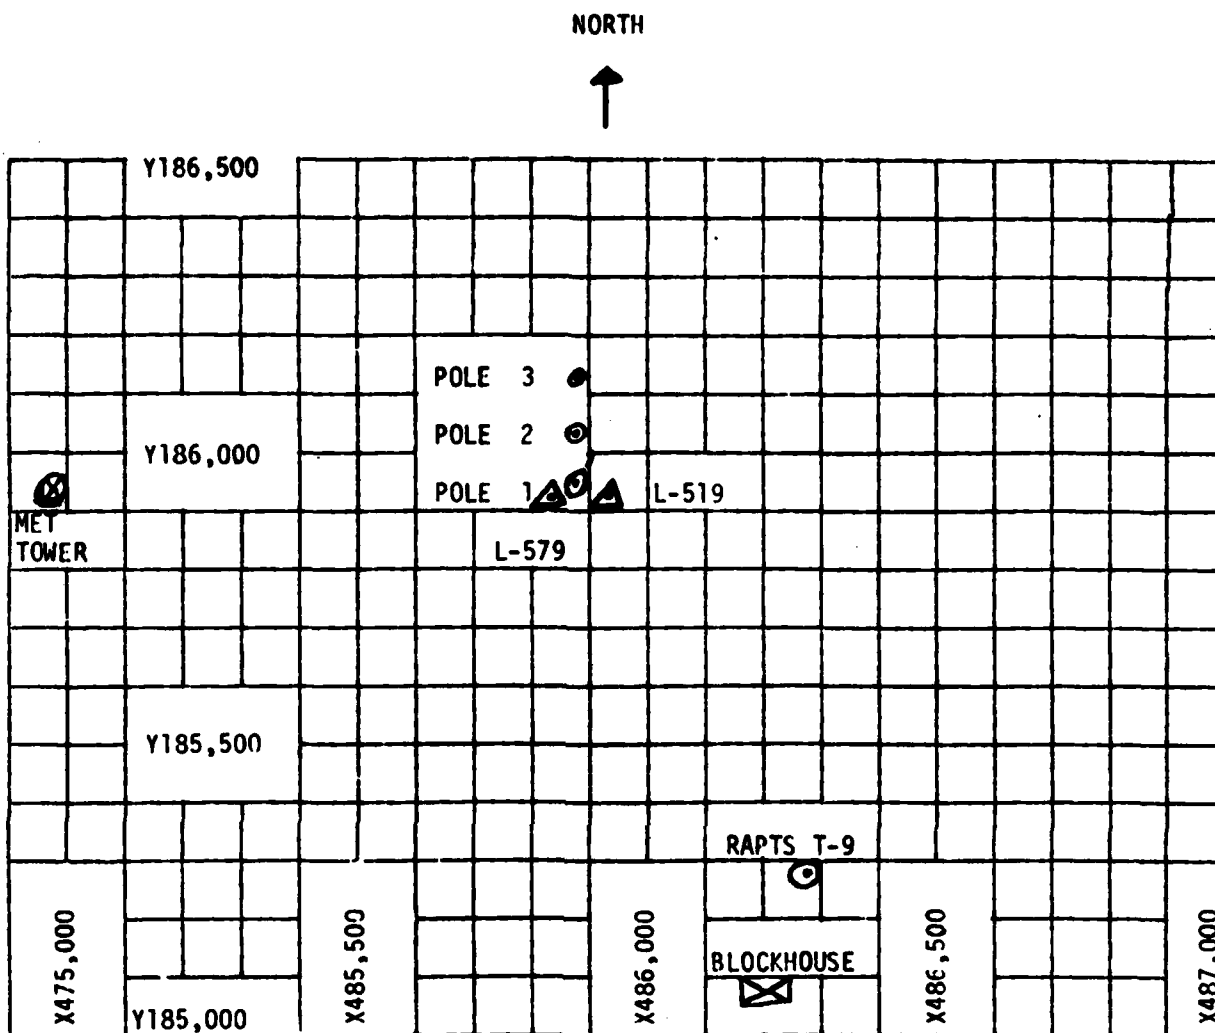 NORTH
Y186,500
POLE 3
POLE 2
Y186,000
POLE 1
L-519
MET
TOWER
L-579
Y185,500
RAPTS T-9
X475,000
X485,500
X486,000
X486,500
X487,000
BLOCKHOUSE
Y185,000